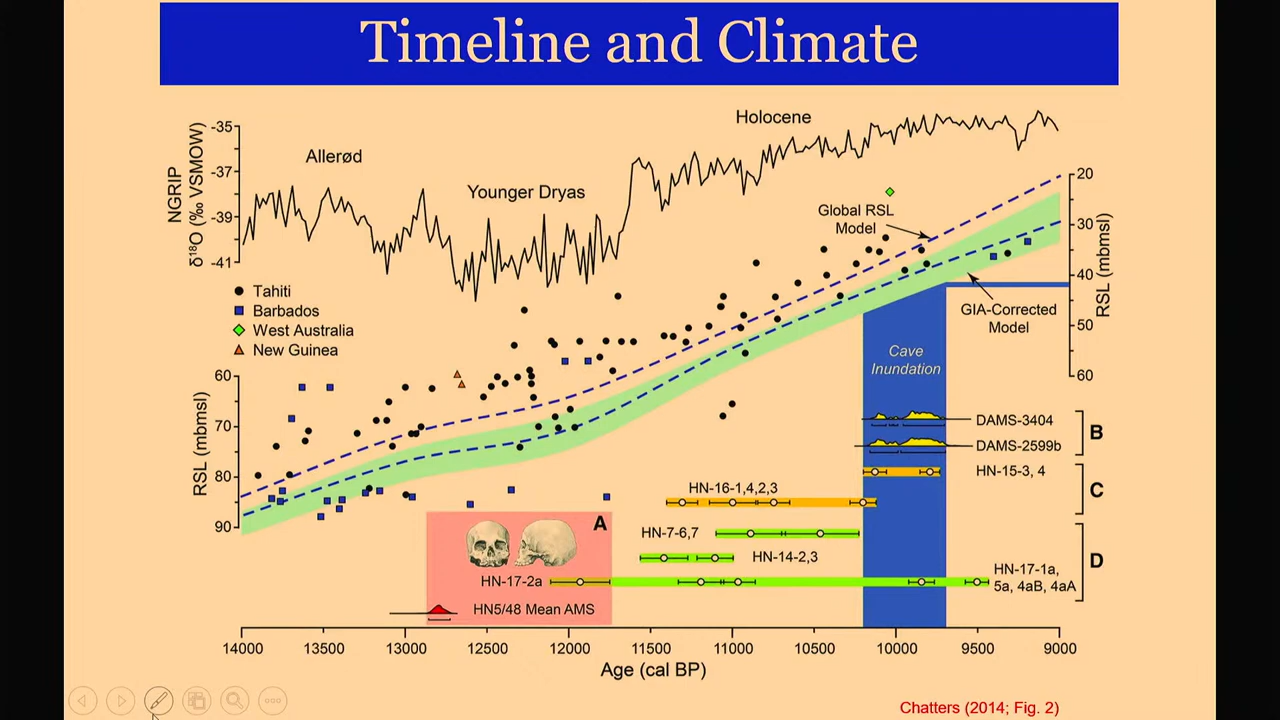 Timeline and Climate
Holocene
Allerød
Younger Dryas
NGRIP
δ¹⁸O (‰ VSMOW)
-35
-37
-39
-41
Global RSL
Model
20
30
40
50
60
RSL (mbmsl)
Tahiti
Barbados
West Australia
New Guinea
GIA-Corrected
Model
Cave
Inundation
60
70
80
90
RSL (mbmsl)
DAMS-3404
DAMS-2599b
B
HN-15-3, 4
HN-16-1,4,2,3
C
A
HN-7-6,7
HN-14-2,3
D
HN-17-2a
HN-17-1a,
5a, 4aB, 4aA
HN5/48 Mean AMS
14000 13500 13000 12500 12000 11500 11000 10500 10000 9500 9000
Age (cal BP)
Chatters (2014; Fig. 2)